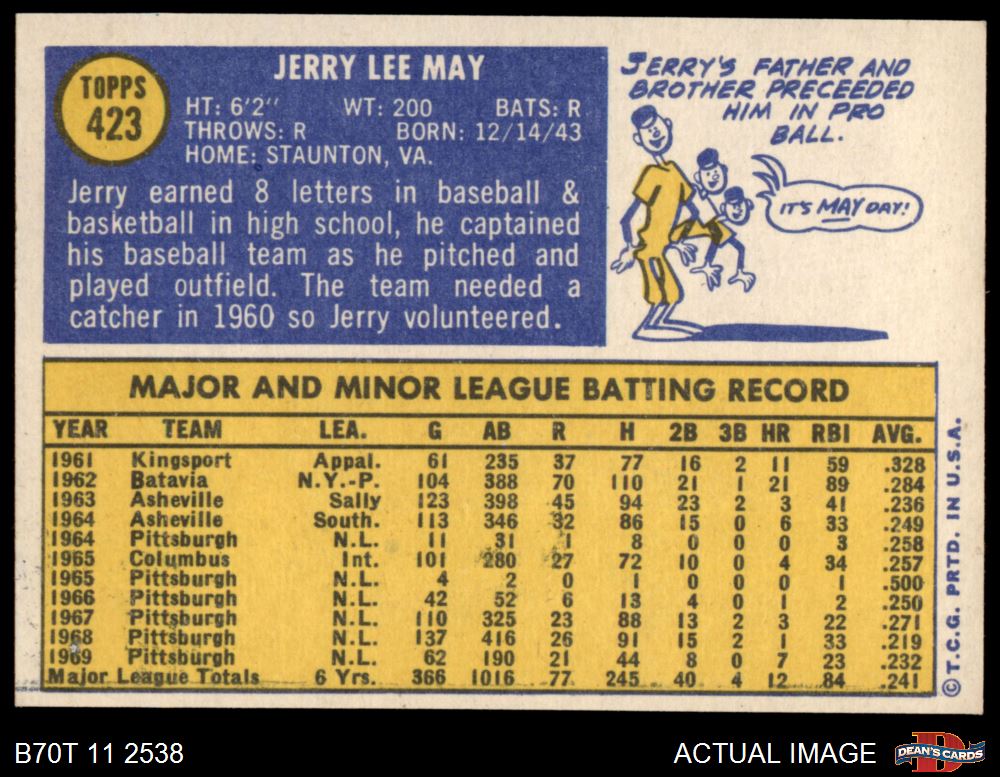 TOPPS
423
JERRY LEE MAY
HT: 6'2" WT: 200 BATS: R
THROWS: R BORN: 12/14/43
HOME: STAUNTON, VA.
Jerry earned 8 letters in baseball &
basketball in high school, he captained
his baseball team as he pitched and
played outfield. The team needed a
catcher in 1960 so Jerry volunteered.
JERRY'S FATHER AND
BROTHER PRECEEDED
HIM IN PRO
BALL.
IT'S MAY DAY!
MAJOR AND MINOR LEAGUE BATTING RECORD
YEAR TEAM LEA. G AB R H 2B 3B HR RBI AVG.
1961 Kingsport Appal. 61 235 37 77 16 2 11 59 .328
1962 Batavia N.Y.-P. 104 388 70 110 21 1 21 89 .284
1963 Asheville Sally 123 398 45 94 23 2 3 41 .236
1964 Asheville South. 113 346 32 86 15 0 6 33 .249
1964 Pittsburgh N.L. 11 31 1 8 0 0 0 3 .258
1965 Columbus Int. 101 280 27 72 10 0 4 34 .257
1965 Pittsburgh N.L. 4 2 0 1 0 0 0 1 .500
1966 Pittsburgh N.L. 42 52 6 13 4 0 1 2 .250
1967 Pittsburgh N.L. 110 325 23 88 13 2 3 22 .271
1968 Pittsburgh N.L. 137 416 26 91 15 2 1 33 .219
1969 Pittsburgh N.L. 62 190 21 44 8 0 7 23 .232
Major League Totals 6 Yrs. 366 1016 77 245 40 4 12 84 .241
© T.C.G. PRTD. IN U.S.A.
B70T 11 2538
ACTUAL IMAGE
DEAN'S CARDS